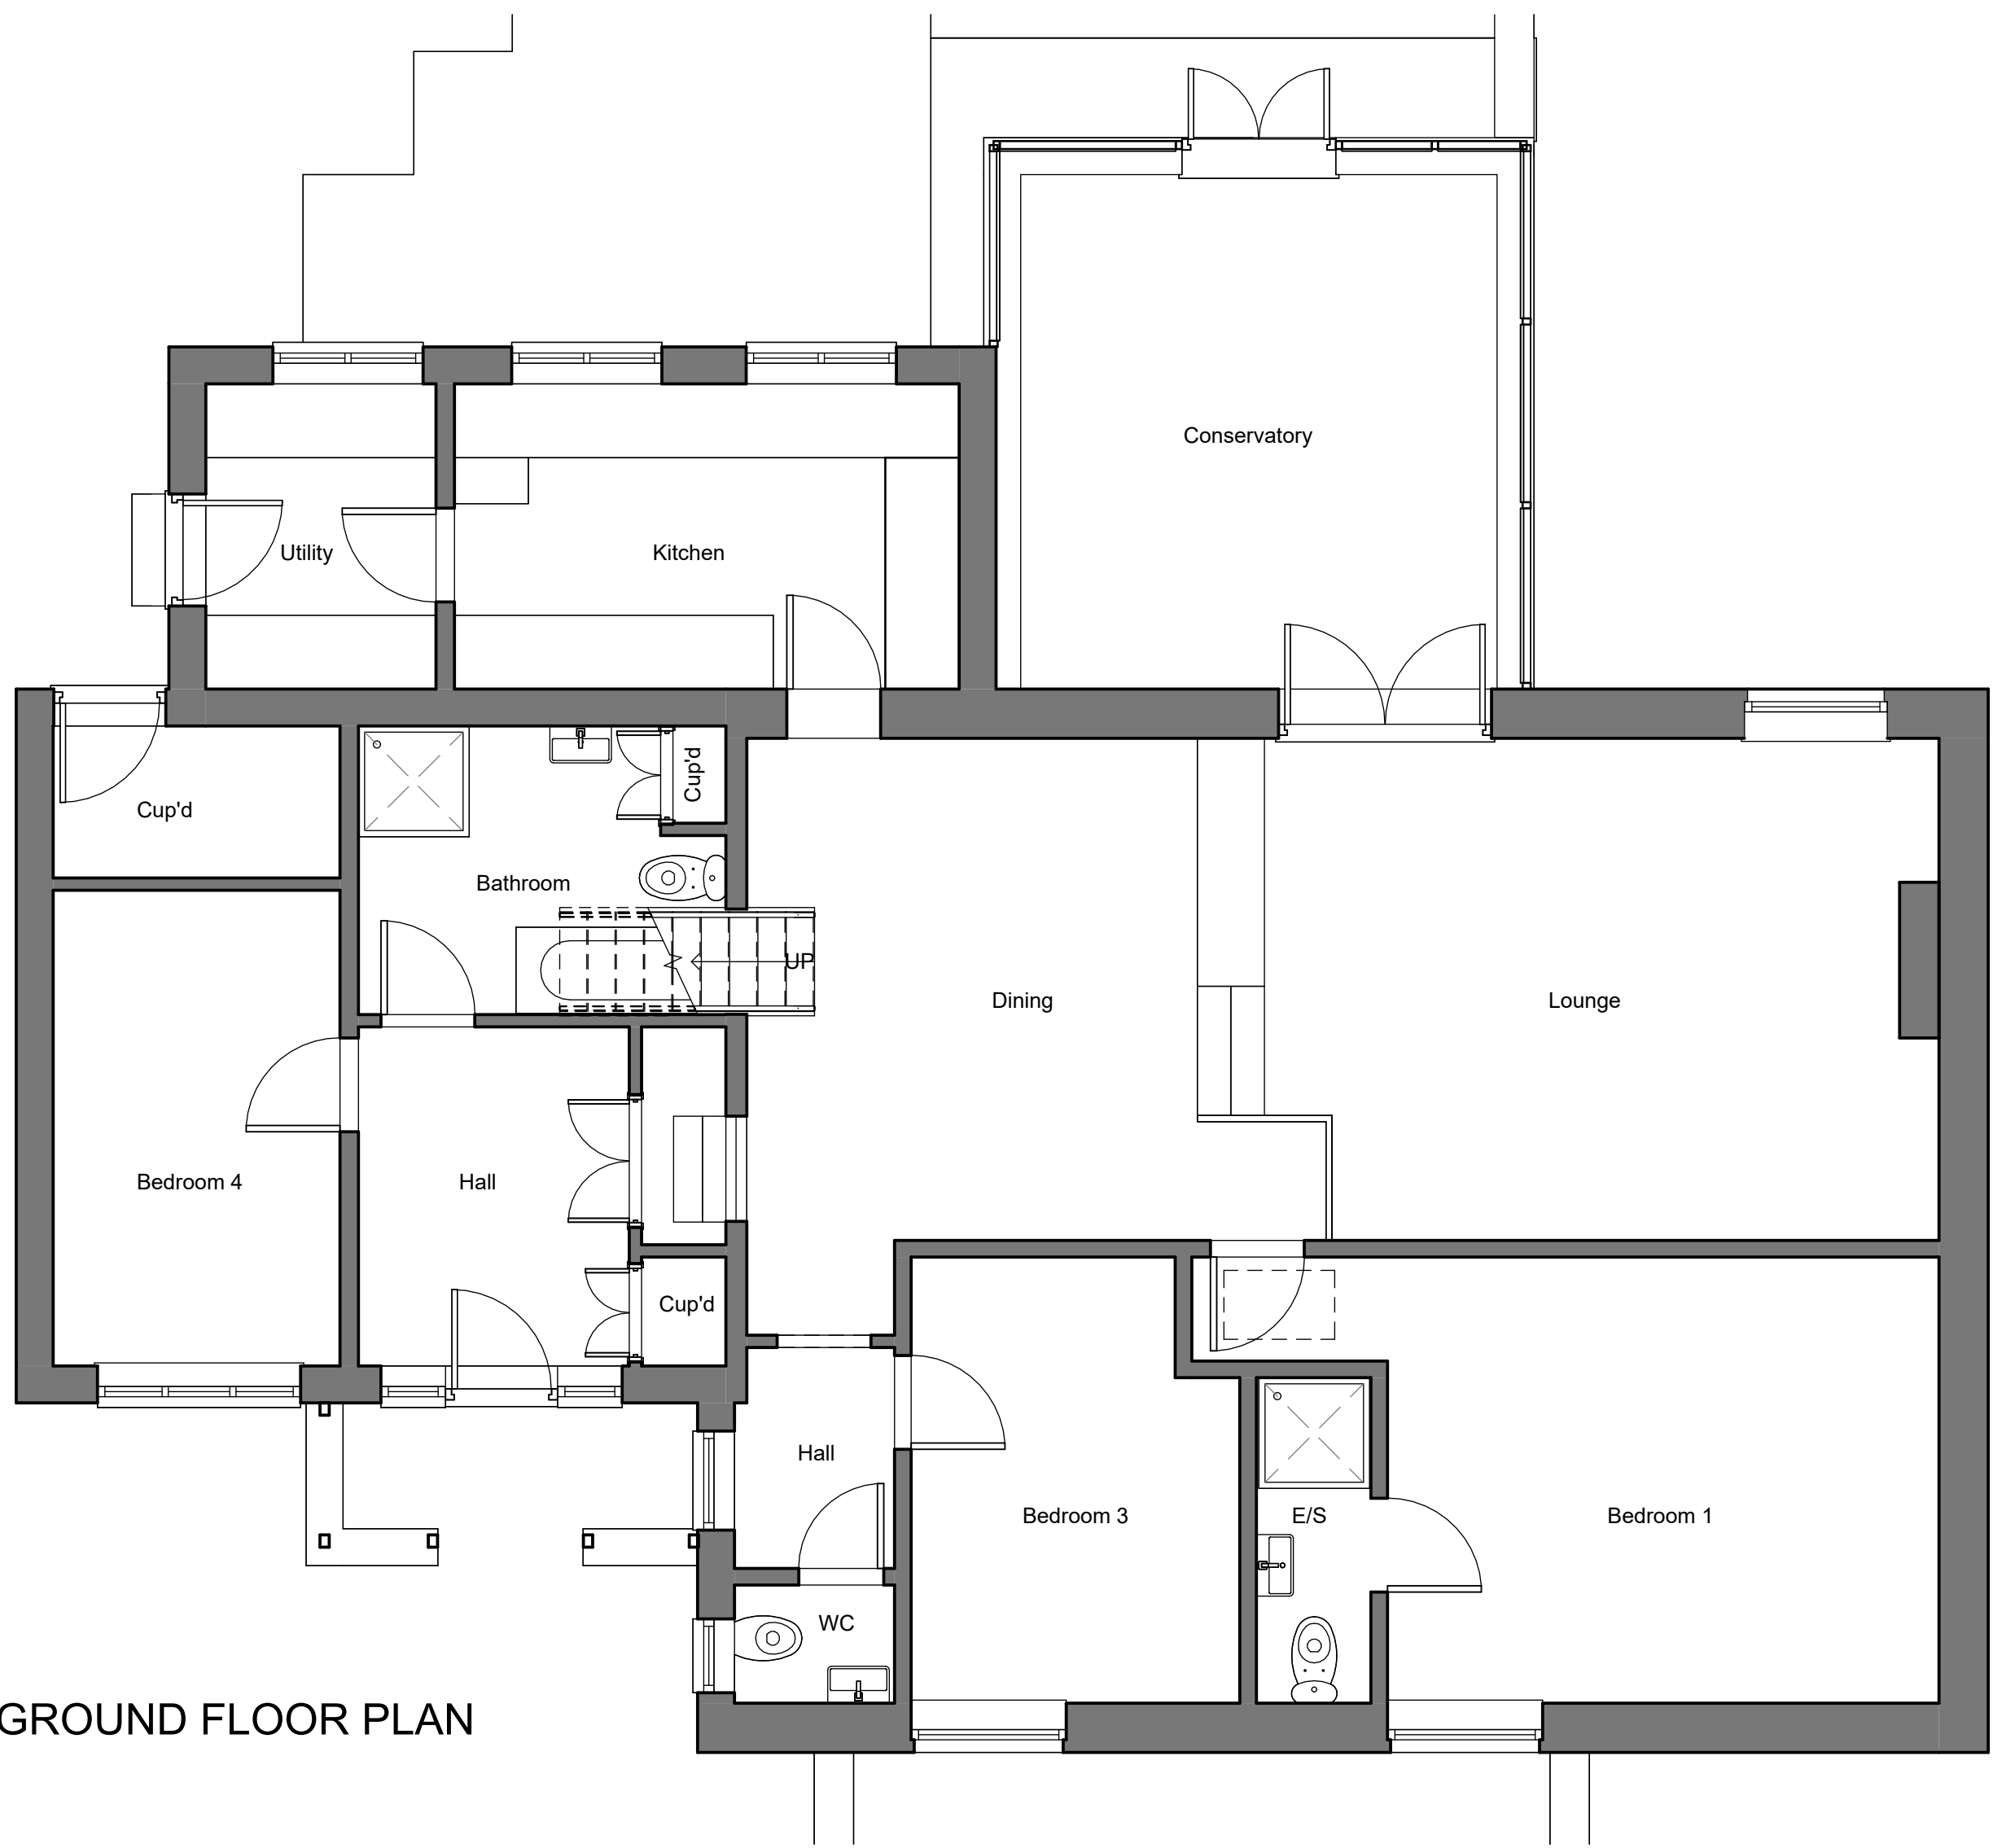 Conservatory
Utility
Kitchen
Cup'd
Cup'd
Bathroom
UP
Dining
Lounge
Bedroom 4
Hall
Cup'd
Hall
Bedroom 3
E/S
Bedroom 1
WC
GROUND FLOOR PLAN